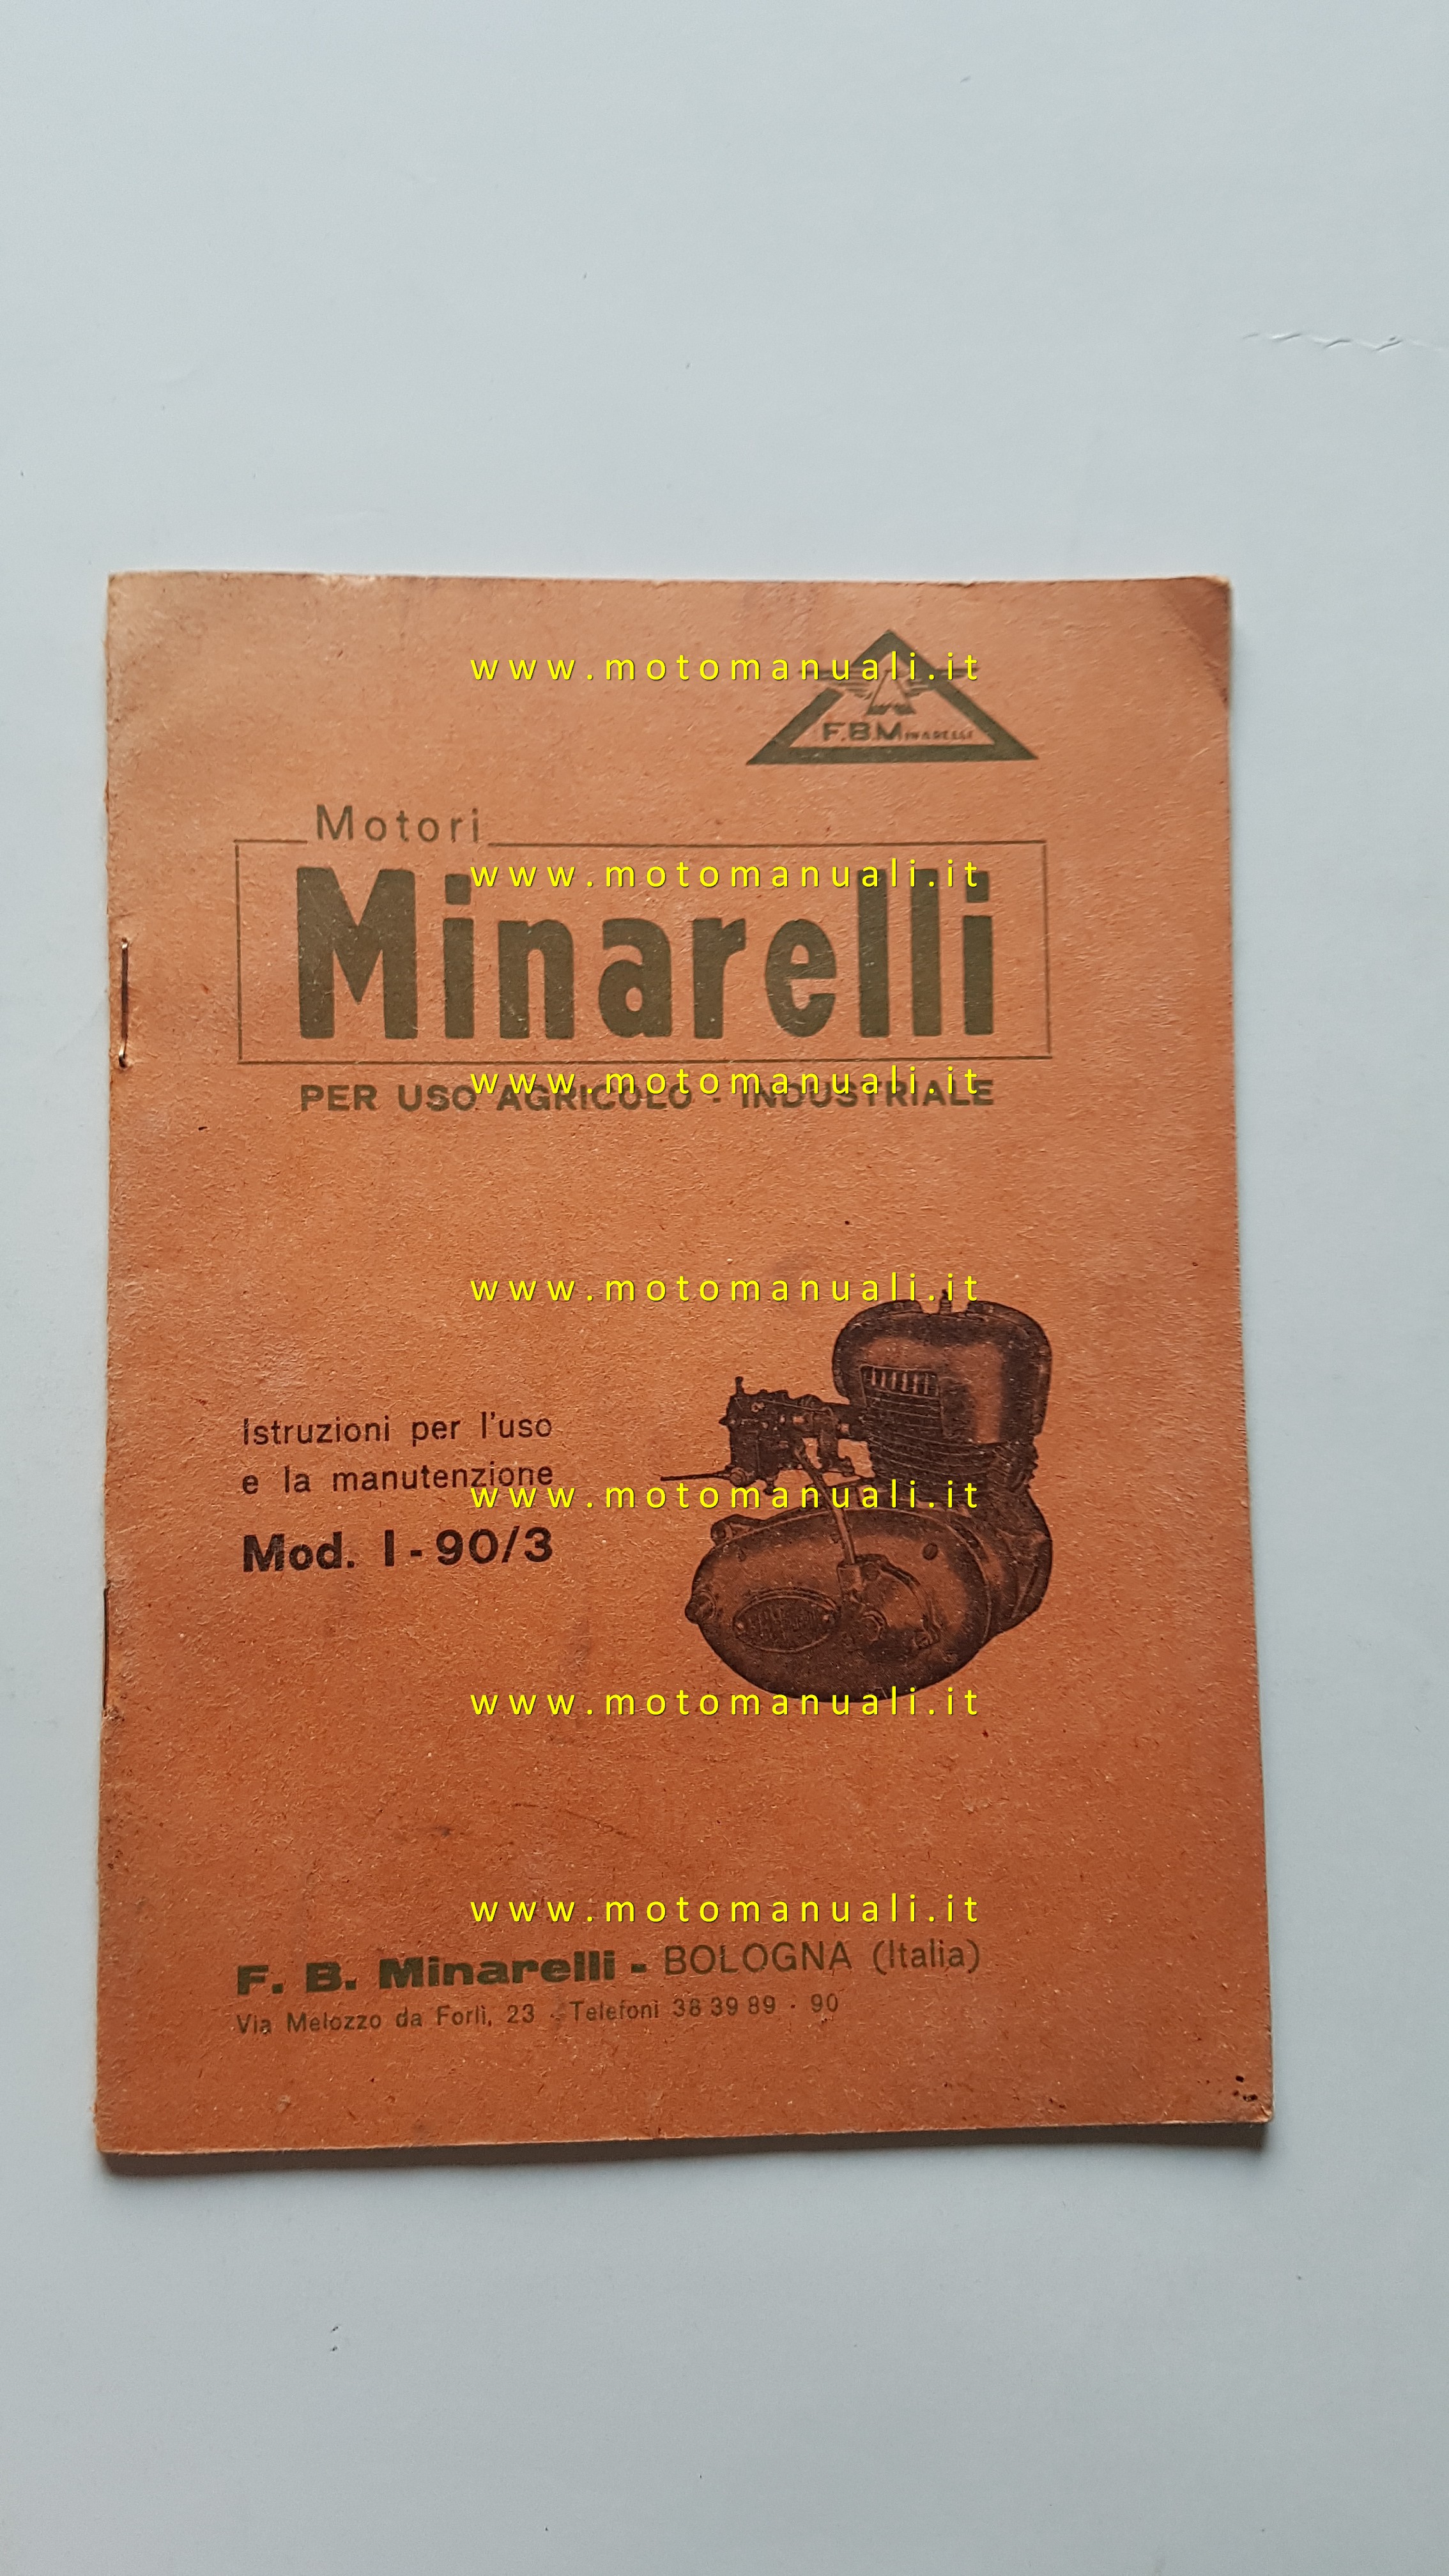 www.motomanuali.it
F.B.MINARELLI
Motori
www.motomanuali.it
Minarelli
www.motomanuali.it
PER USO AGRICOLO - INDUSTRIALE
www.motomanuali.it
Istruzioni per l'uso
e la manutenzione
www.motomanuali.it
Mod. I-90/3
www.motomanuali.it
www.motomanuali.it
F. B. Minarelli - BOLOGNA (Italia)
Via Melozzo da Forlì, 23 - Telefoni 38 39 89 - 90